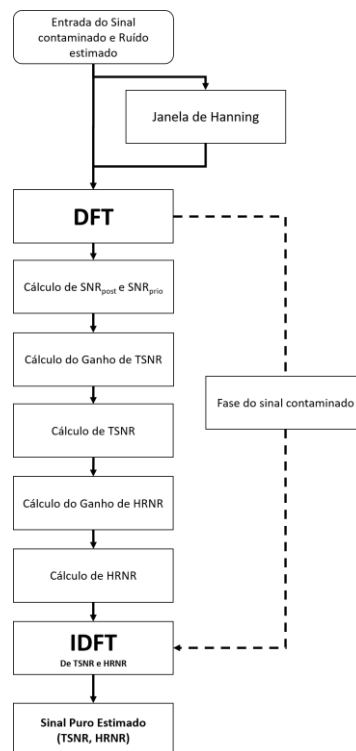 Entrada do Sinal
contaminado e Ruído
estimado
Janela de Hanning
DFT
Cálculo de SNRpost e SNRprio
Cálculo do Ganho de TSNR
Fase do sinal contaminado
Cálculo de TSNR
Cálculo do Ganho de HRNR
Cálculo de HRNR
IDFT
De TSNR e HRNR
Sinal Puro Estimado
(TSNR, HRNR)